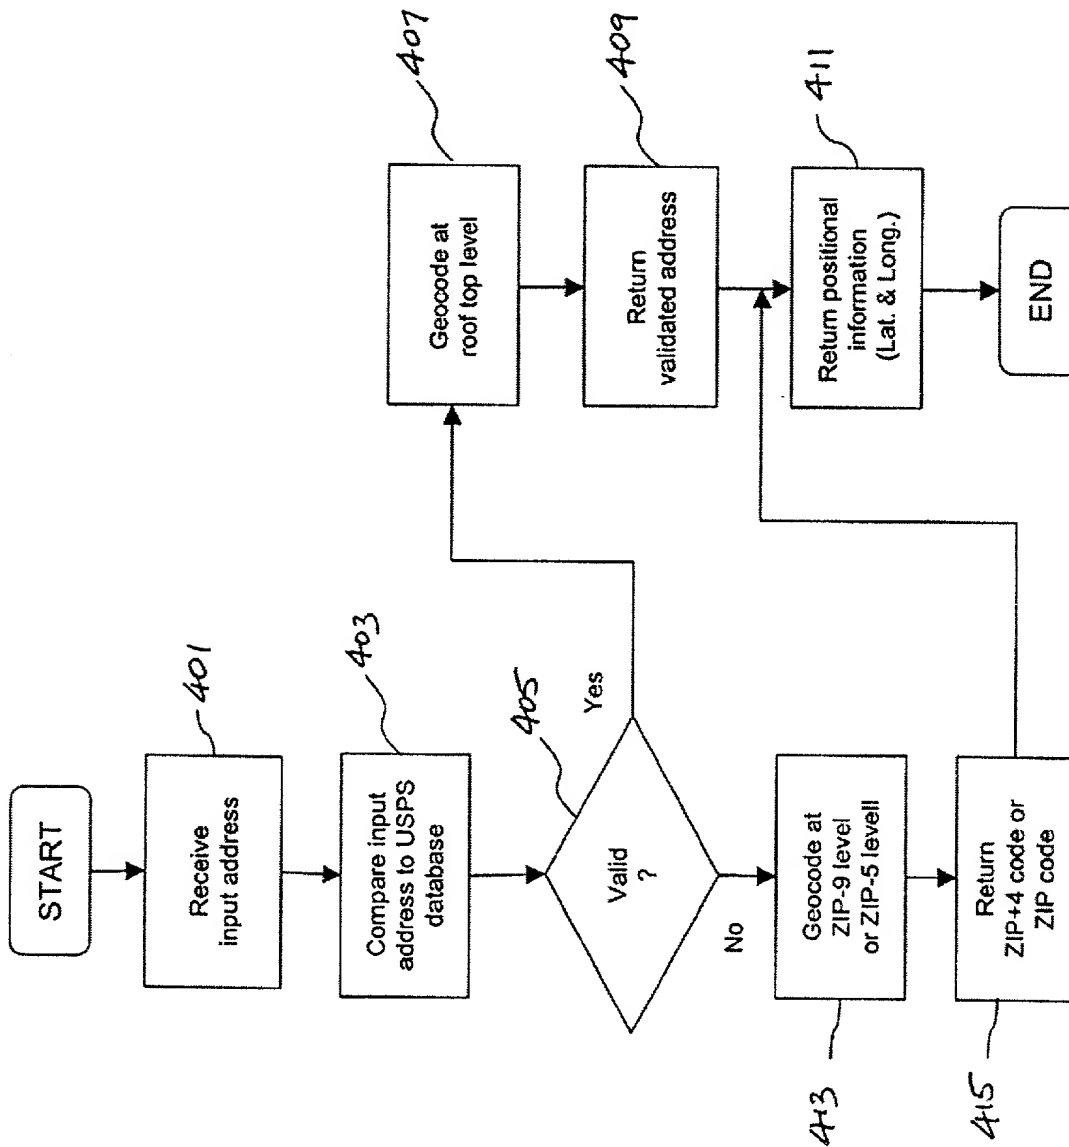 START
Receive
input address
401
Compare input
address to USPS
database
403
Valid
?
405
Yes
No
Geocode at
roof top level
407
Return
validated address
409
Return positional
information
(Lat. & Long.)
411
END
Geocode at
ZIP-9 level
or ZIP-5 levell
413
Return
ZIP+4 code or
ZIP code
415